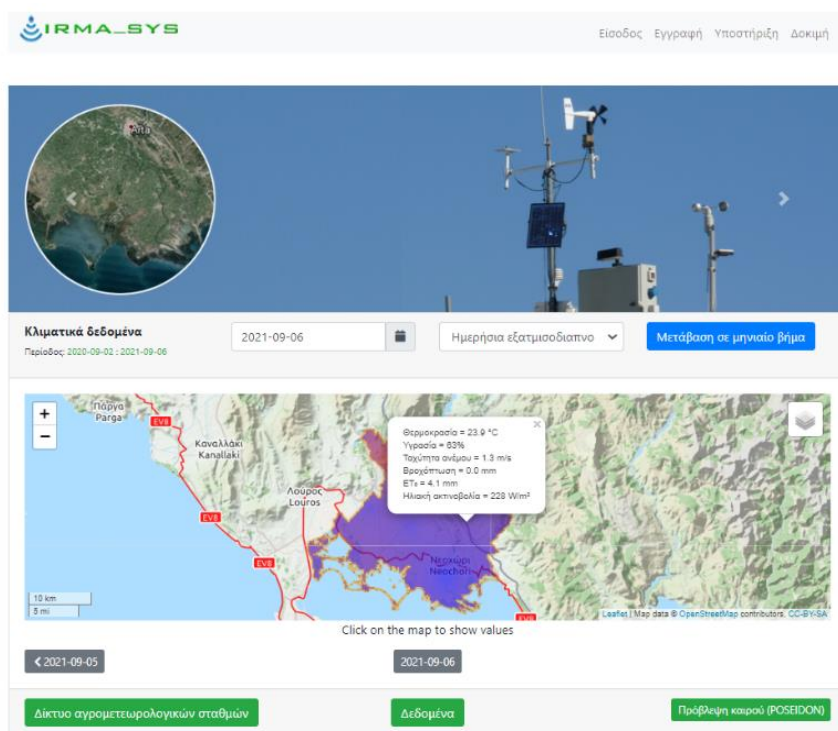 IRMA_SYS
Είσοδος Εγγραφή Υποστήριξη Δοκιμή
Arta
Κλιματικά δεδομένα
Περίοδος: 2020-09-02 : 2021-09-06
2021-09-06
Ημερήσια εξατμισοδιαπνο
Μετάβαση σε μηνιαίο βήμα
+
−
Πάργα
Parga
EV8
Καναλλάκι
Kanallaki
Λούρος
Louros
EV8
EV8
Νεοχώρι
Neochori
EV8
×
Θερμοκρασία = 23.9 °C
Υγρασία = 63%
Ταχύτητα ανέμου = 1.3 m/s
Βροχόπτωση = 0.0 mm
ET₀ = 4.1 mm
Ηλιακή ακτινοβολία = 228 W/m²
10 km
5 mi
Leaflet | Map data © OpenStreetMap contributors, CC-BY-SA
Click on the map to show values
2021-09-05
2021-09-06
Δίκτυο αγρομετεωρολογικών σταθμών
Δεδομένα
Πρόβλεψη καιρού (POSEIDON)